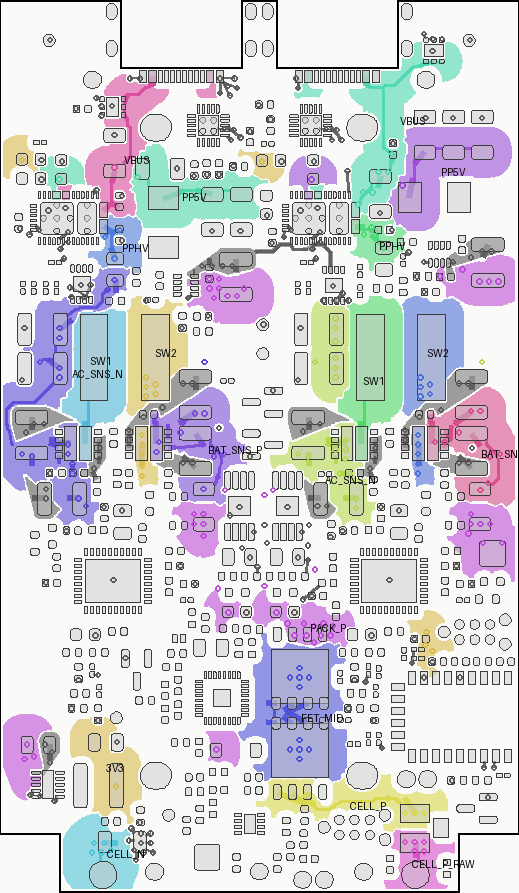 VBUS
VBUS
PP5V
PP5V
PPHV
PPHV
SW1
AC_SNS_N
SW2
SW1
SW2
BAT_SNS_P
BAT_SN
AC_SNS_N
PACK_P
FET_MID
3V3
CELL_P
CELL_N
CELL_P_RAW